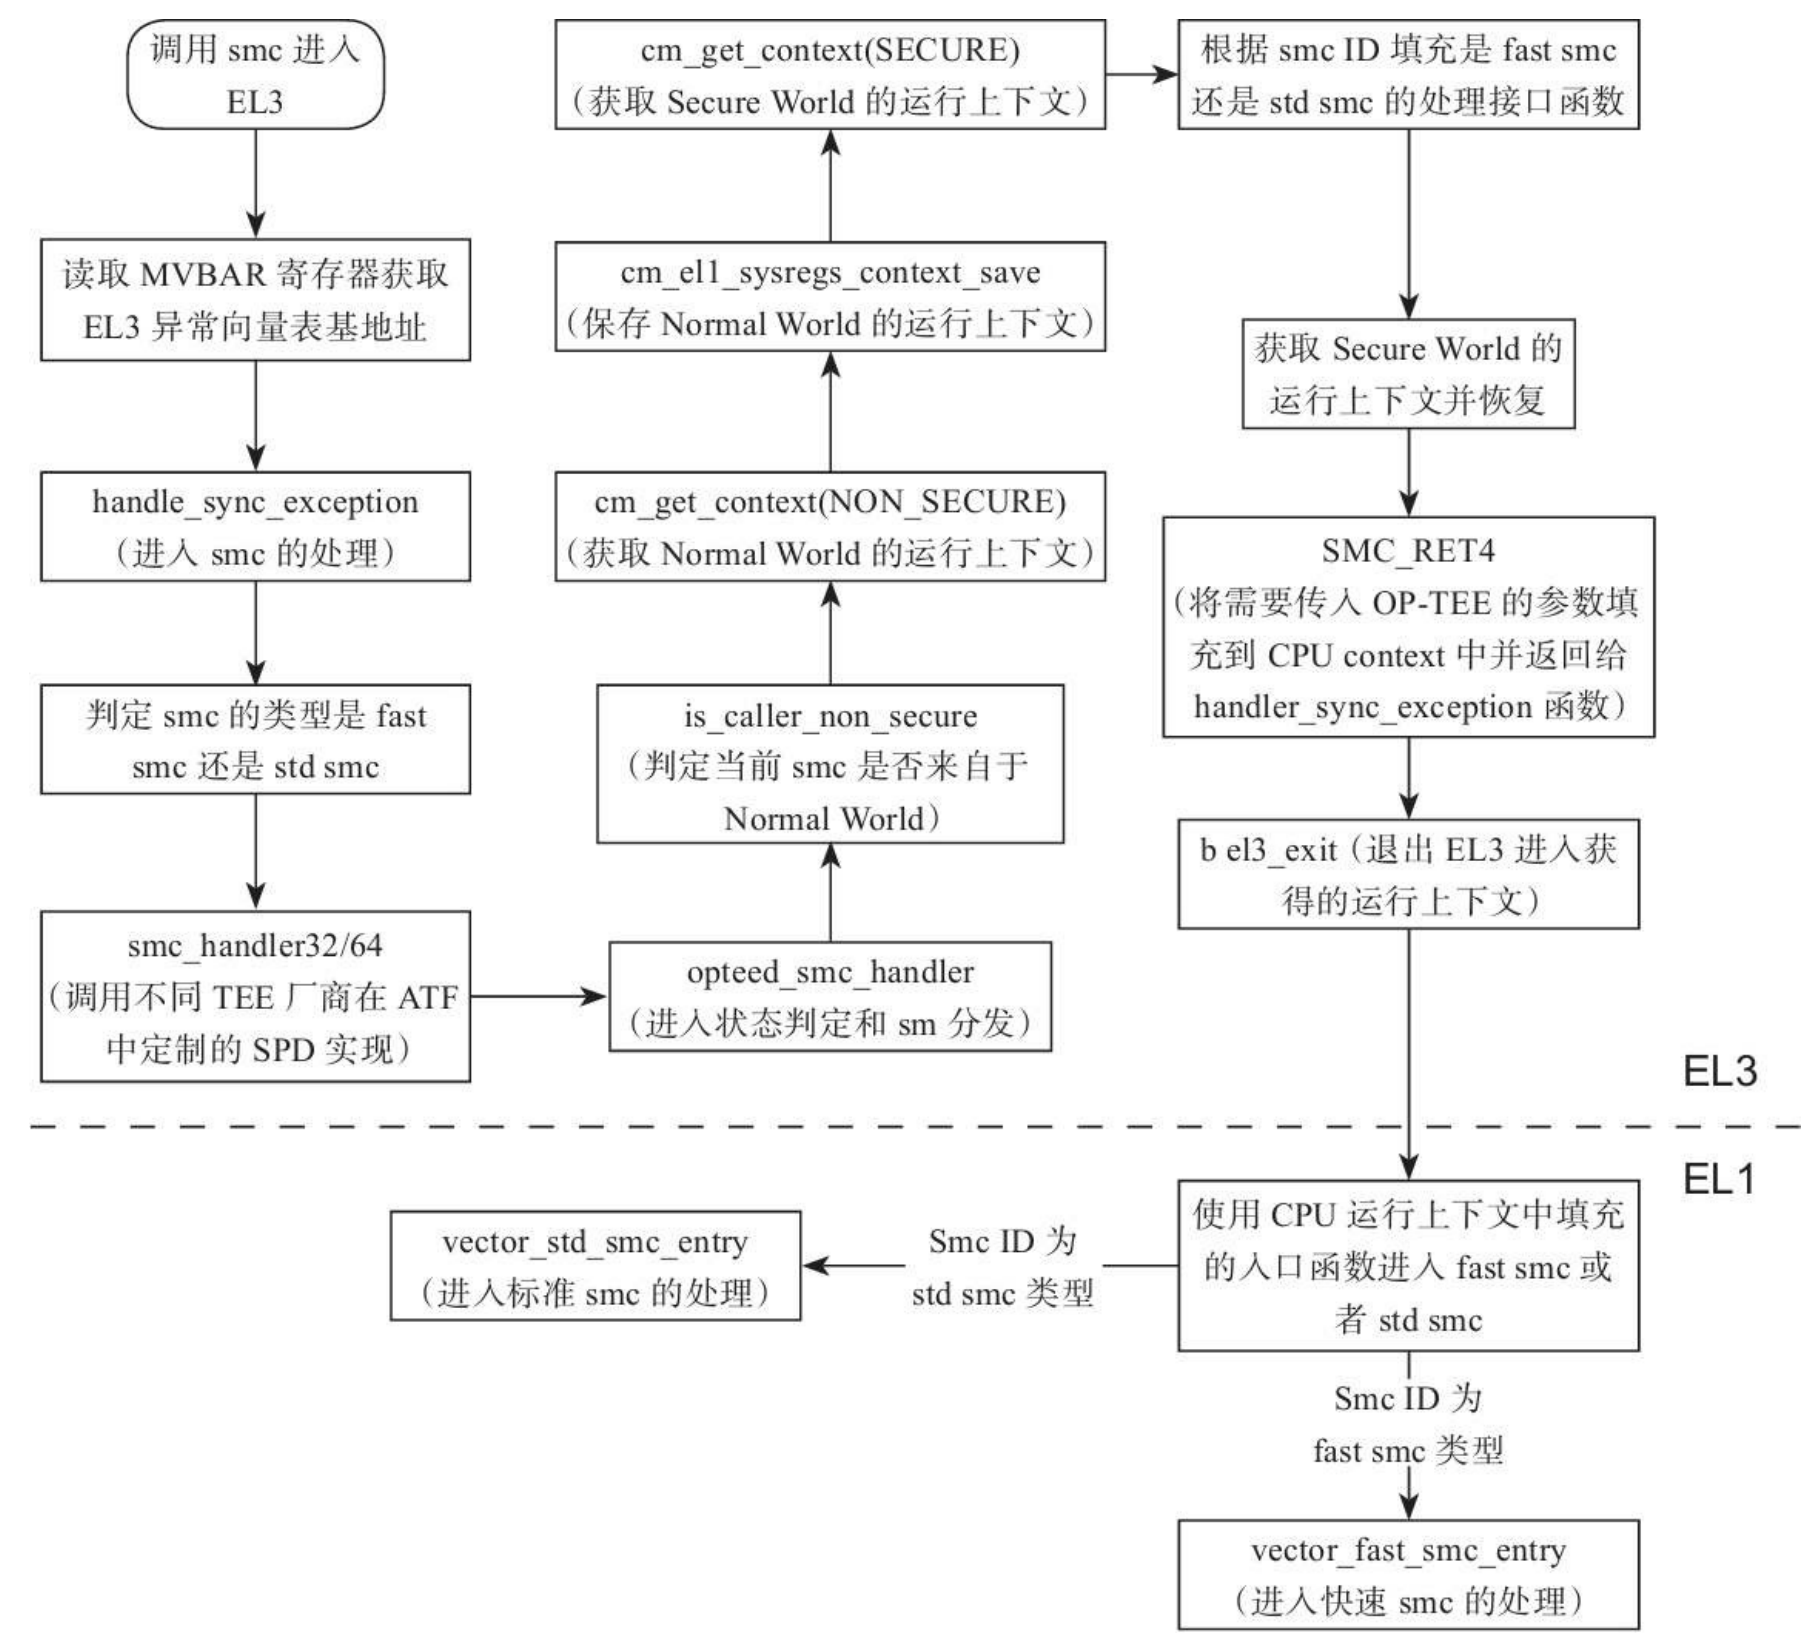 调用 smc 进入
EL3
读取 MVBAR 寄存器获取
EL3 异常向量表基地址
handle_sync_exception
（进入 smc 的处理）
判定 smc 的类型是 fast
smc 还是 std smc
smc_handler32/64
（调用不同 TEE 厂商在 ATF
中定制的 SPD 实现）
opteed_smc_handler
（进入状态判定和 sm 分发）
is_caller_non_secure
（判定当前 smc 是否来自于
Normal World）
cm_get_context(NON_SECURE)
（获取 Normal World 的运行上下文）
cm_el1_sysregs_context_save
（保存 Normal World 的运行上下文）
cm_get_context(SECURE)
（获取 Secure World 的运行上下文）
根据 smc ID 填充是 fast smc
还是 std smc 的处理接口函数
获取 Secure World 的
运行上下文并恢复
SMC_RET4
（将需要传入 OP-TEE 的参数填
充到 CPU context 中并返回给
handler_sync_exception 函数）
b el3_exit（退出 EL3 进入获
得的运行上下文）
EL3
EL1
使用 CPU 运行上下文中填充
的入口函数进入 fast smc 或
者 std smc
Smc ID 为
std smc 类型
vector_std_smc_entry
（进入标准 smc 的处理）
Smc ID 为
fast smc 类型
vector_fast_smc_entry
（进入快速 smc 的处理）